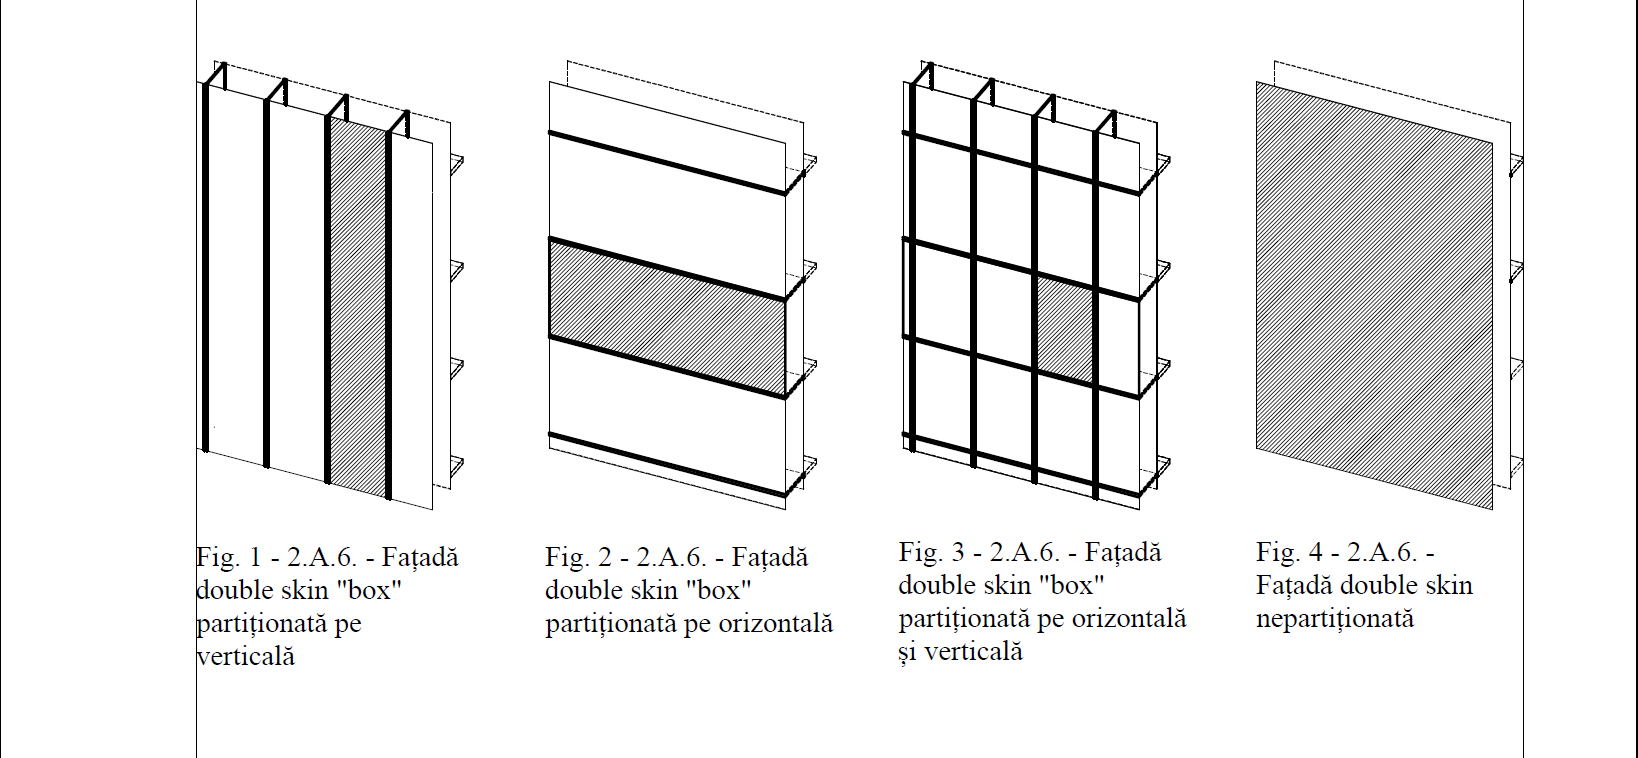 Fig. 1 - 2.A.6. - Fațadă
double skin "box"
partiționată pe
verticală
Fig. 2 - 2.A.6. - Fațadă
double skin "box"
partiționată pe orizontală
Fig. 3 - 2.A.6. - Fațadă
double skin "box"
partiționată pe orizontală
și verticală
Fig. 4 - 2.A.6. -
Fațadă double skin
nepartiționată